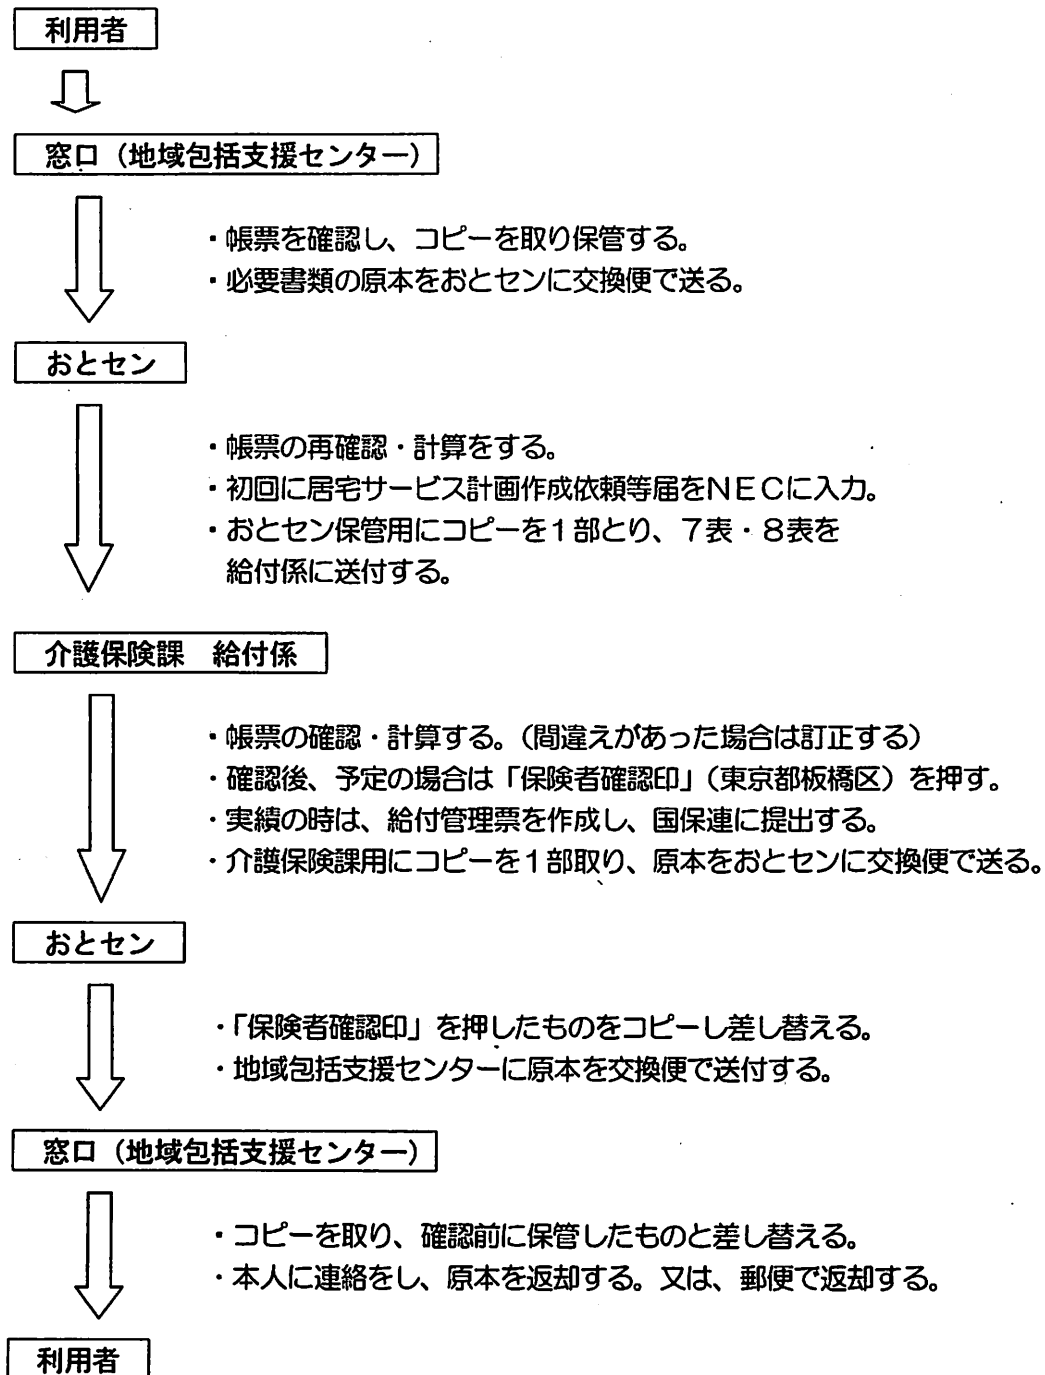 利用者
窓口（地域包括支援センター）
・帳票を確認し、コピーを取り保管する。
・必要書類の原本をおとセンに交換便で送る。
おとセン
・帳票の再確認・計算をする。
・初回に居宅サービス計画作成依頼等届をＮＥＣに入力。
・おとセン保管用にコピーを１部とり、７表・８表を
給付係に送付する。
介護保険課　給付係
・帳票の確認・計算する。（間違えがあった場合は訂正する）
・確認後、予定の場合は「保険者確認印」（東京都板橋区）を押す。
・実績の時は、給付管理票を作成し、国保連に提出する。
・介護保険課用にコピーを１部取り、原本をおとセンに交換便で送る。
おとセン
・「保険者確認印」を押したものをコピーし差し替える。
・地域包括支援センターに原本を交換便で送付する。
窓口（地域包括支援センター）
・コピーを取り、確認前に保管したものと差し替える。
・本人に連絡をし、原本を返却する。又は、郵便で返却する。
利用者